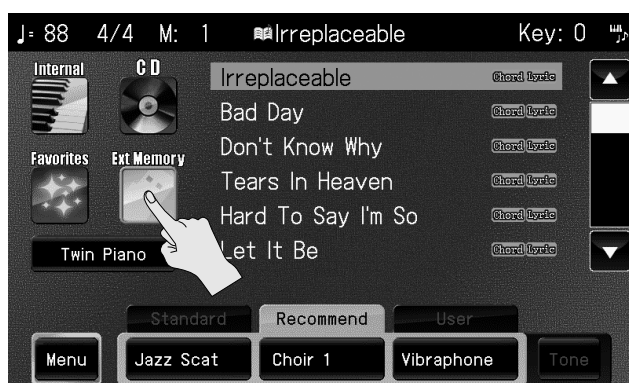 ♩= 88 4/4 M: 1 Irreplaceable Key: 0
Internal CD
Favorites Ext Memory
Twin Piano
Irreplaceable Chord Lyric
Bad Day Chord Lyric
Don't Know Why Chord Lyric
Tears In Heaven Chord Lyric
Hard To Say I'm So Chord Lyric
Let It Be Chord Lyric
Standard Recommend User
Menu Jazz Scat Choir 1 Vibraphone Tone